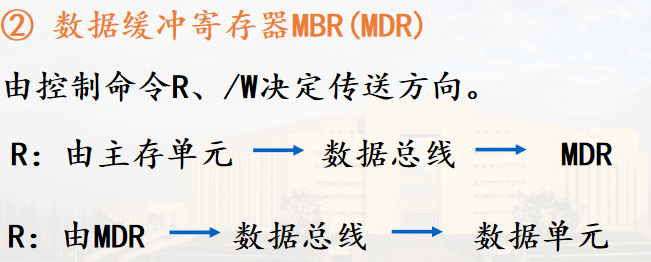 ② 数据缓冲寄存器MBR(MDR)
由控制命令R、/W决定传送方向。
R: 由主存单元 → 数据总线 → MDR
R: 由MDR → 数据总线 → 数据单元